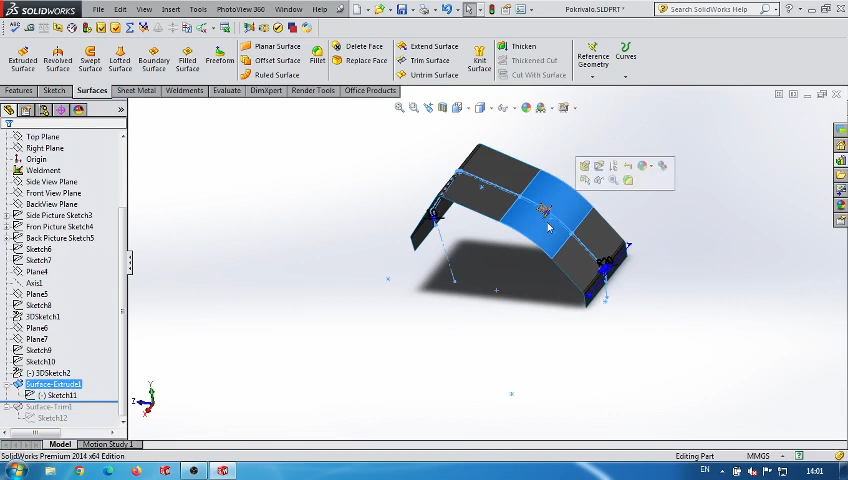 SOLIDWORKS File Edit View Insert Tools PhotoView 360 Window Help Pokrivalo.SLDPRT * Search SolidWorks Help
Extruded Surface Revolved Surface Swept Surface Lofted Surface Boundary Surface Filled Surface Freeform Planar Surface Offset Surface Ruled Surface Fillet Delete Face Replace Face Extend Surface Trim Surface Untrim Surface Knit Surface Thicken Thickened Cut Cut With Surface Reference Geometry Curves
Features Sketch Surfaces Sheet Metal Weldments Evaluate DimXpert Render Tools Office Products
Top Plane
Right Plane
Origin
Weldment
Side View Plane
Front View Plane
BackView Plane
Side Picture Sketch3
Fron Picture Sketch4
Back Picture Sketch5
Sketch6
Sketch7
Plane4
Axis1
Plane5
Sketch8
3DSketch1
Plane6
Plane7
Sketch9
Sketch10
(-) 3DSketch2
Surface-Extrude1
(-) Sketch11
Surface-Trim1
Sketch12
Y
Z
X
Model Motion Study 1
SolidWorks Premium 2014 x64 Edition Editing Part MMGS
EN 14:01